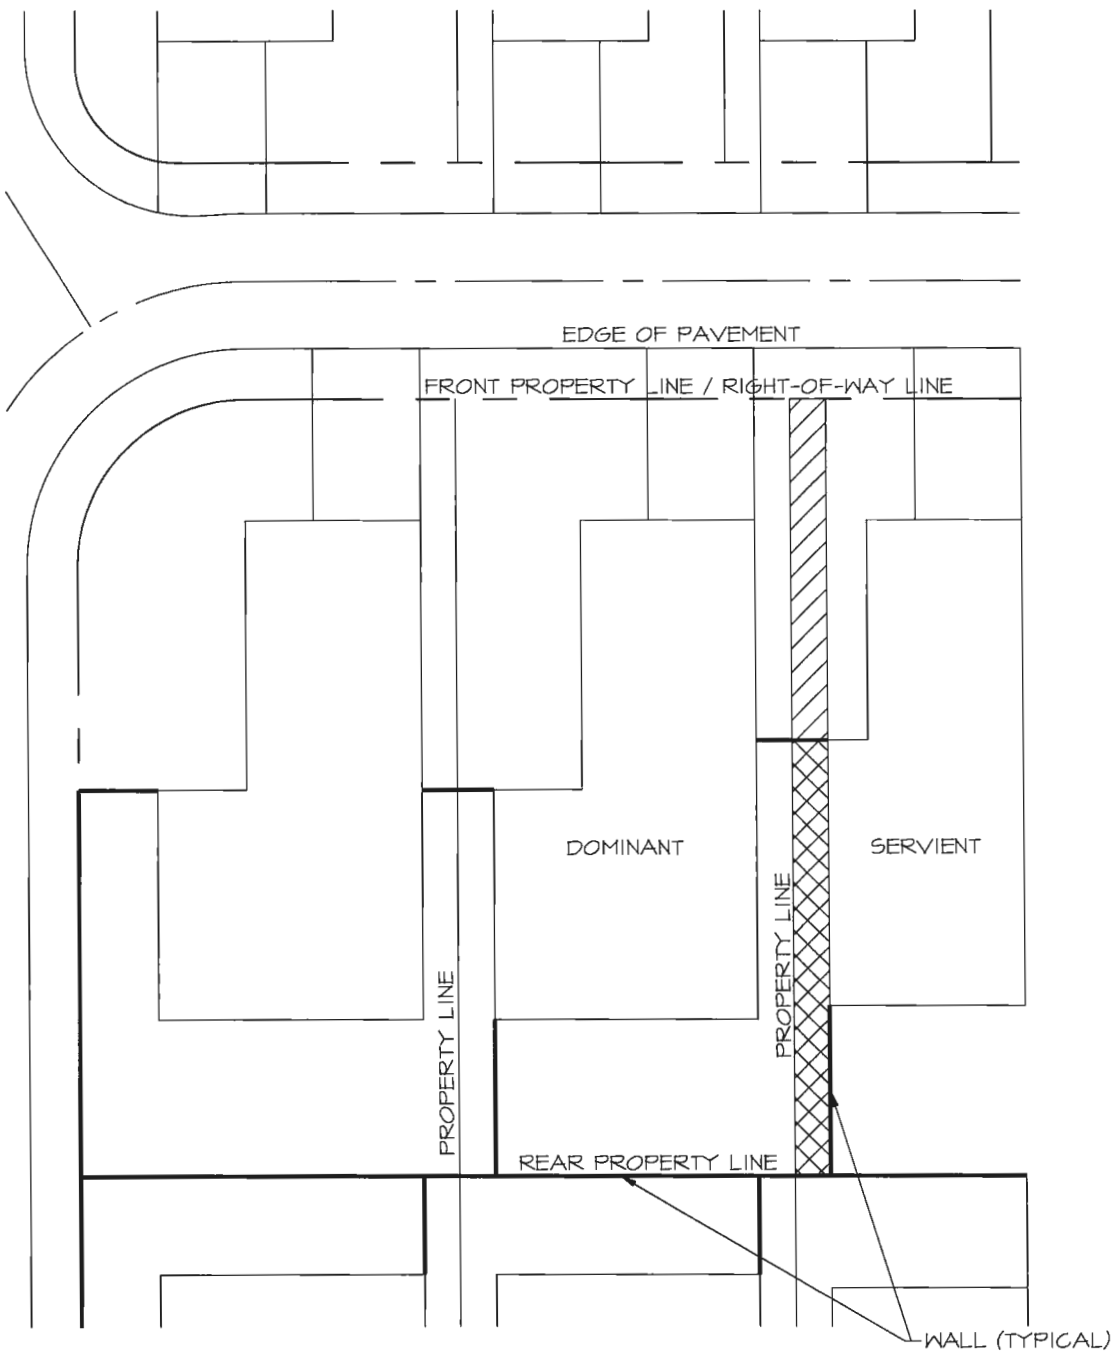 EDGE OF PAVEMENT
FRONT PROPERTY LINE / RIGHT-OF-WAY LINE
DOMINANT
SERVIENT
PROPERTY LINE
PROPERTY LINE
REAR PROPERTY LINE
WALL (TYPICAL)